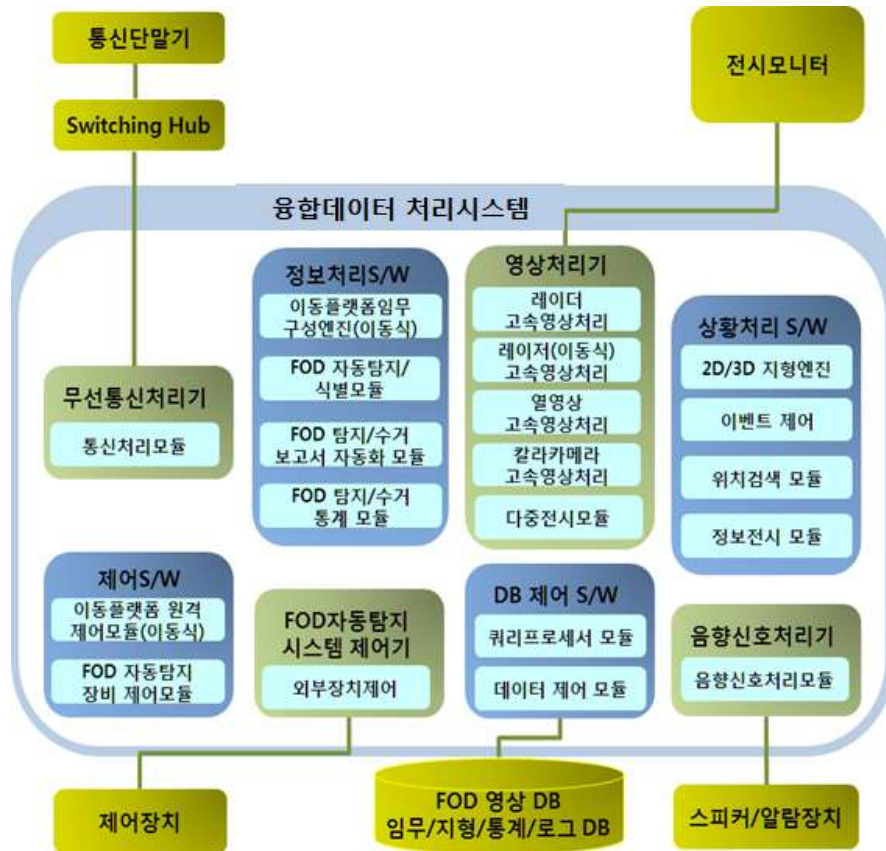 통신단말기
Switching Hub
전시모니터
융합데이터 처리시스템
정보처리S/W
이동플랫폼임무
구성엔진(이동식)
FOD 자동탐지/
식별모듈
FOD 탐지/수거
보고서 자동화 모듈
FOD 탐지/수거
통계 모듈
영상처리기
레이더
고속영상처리
레이저(이동식)
고속영상처리
열영상
고속영상처리
칼라카메라
고속영상처리
다중전시모듈
상황처리 S/W
2D/3D 지형엔진
이벤트 제어
위치검색 모듈
정보전시 모듈
무선통신처리기
통신처리모듈
제어S/W
이동플랫폼 원격
제어모듈(이동식)
FOD 자동탐지
장비 제어모듈
FOD자동탐지
시스템 제어기
외부장치제어
DB 제어 S/W
쿼리프로세서 모듈
데이터 제어 모듈
음향신호처리기
음향신호처리모듈
제어장치
FOD 영상 DB
임무/지형/통계/로그 DB
스피커/알람장치